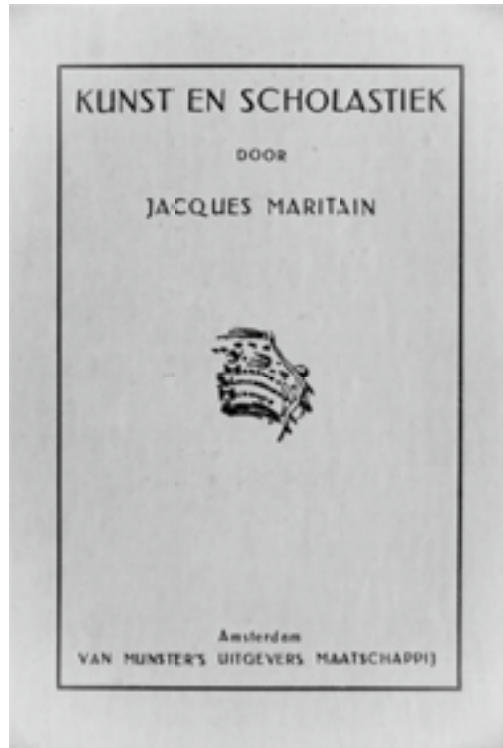 KUNST EN SCHOLASTIEK
DOOR
JACQUES MARITAIN
Amsterdam
VAN MUNSTER'S UITGEVERS MAATSCHAPPIJ